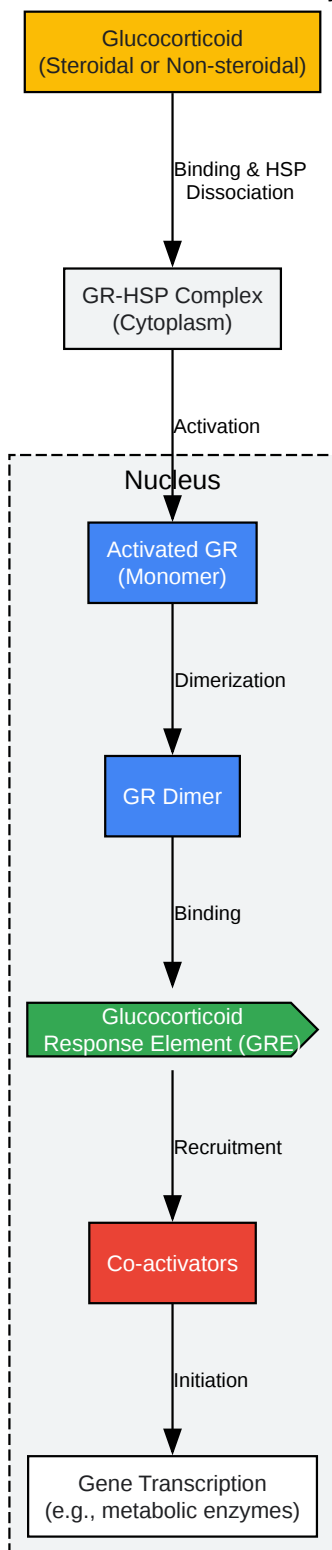 Glucocorticoid
(Steroidal or Non-steroidal)
Binding & HSP
Dissociation
GR-HSP Complex
(Cytoplasm)
Activation
Nucleus
Activated GR
(Monomer)
Dimerization
GR Dimer
Binding
Glucocorticoid
Response Element (GRE)
Recruitment
Co-activators
Initiation
Gene Transcription
(e.g., metabolic enzymes)